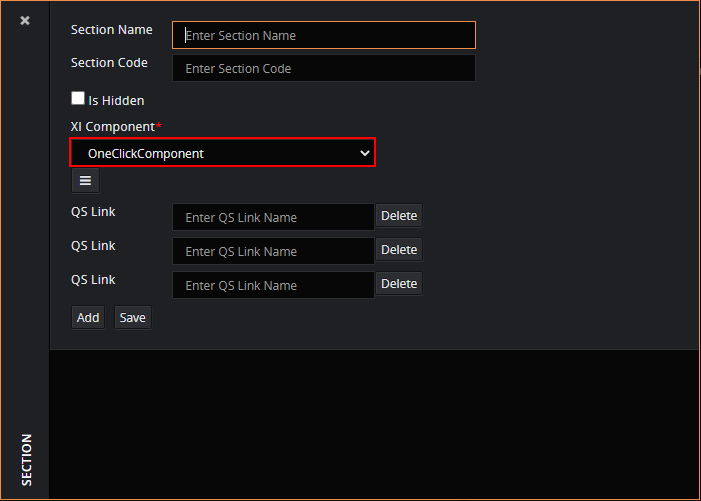 Section Name Enter Section Name
Section Code Enter Section Code
Is Hidden
XI Component*
OneClickComponent
QS Link Enter QS Link Name Delete
QS Link Enter QS Link Name Delete
QS Link Enter QS Link Name Delete
Add Save
SECTION